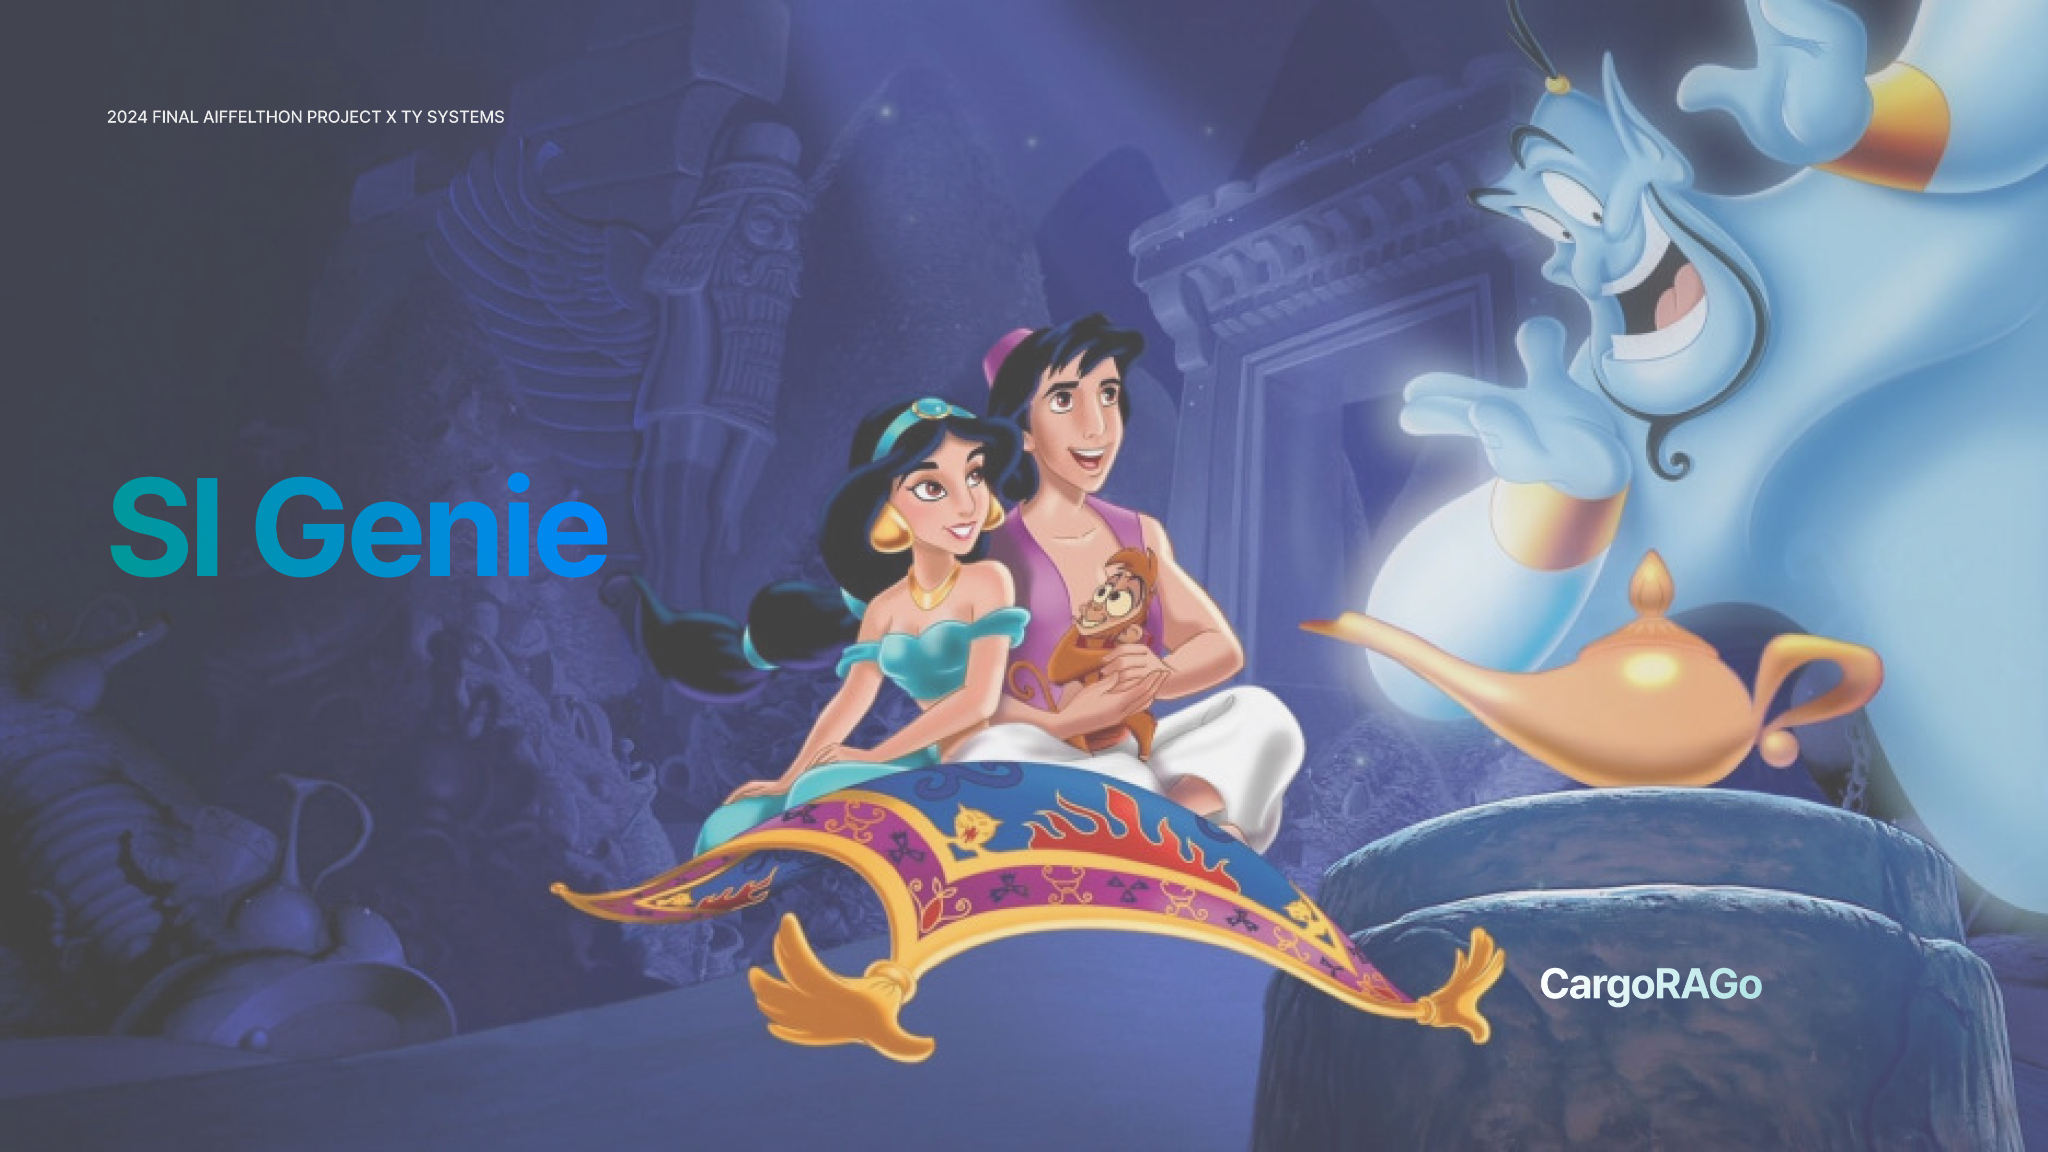 2024 FINAL AIFFELTHON PROJECT X TY SYSTEMS
SI Genie
CargoRAGo